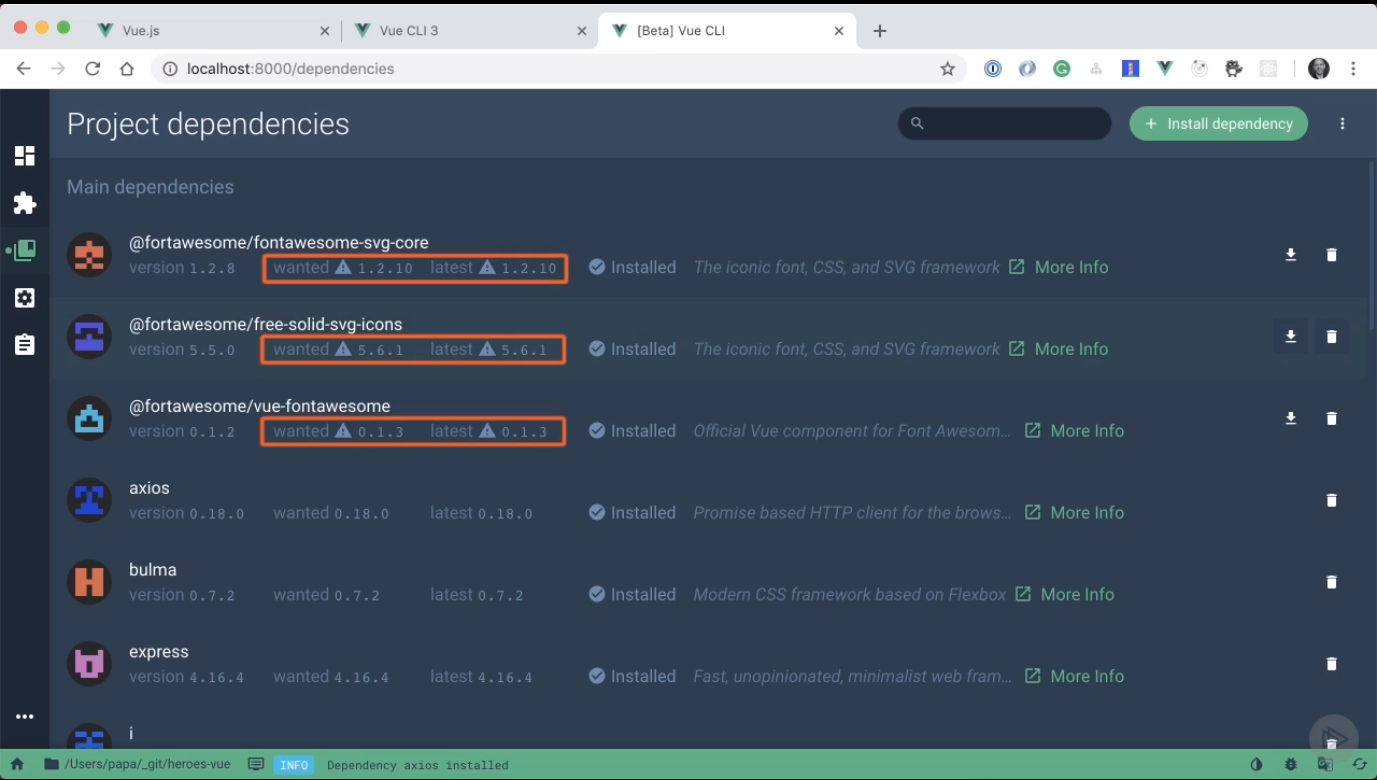 Vue.js
Vue CLI 3
[Beta] Vue CLI
localhost:8000/dependencies
Project dependencies
+ Install dependency
Main dependencies
@fortawesome/fontawesome-svg-core
version 1.2.8 wanted 1.2.10 latest 1.2.10 Installed The iconic font, CSS, and SVG framework More Info
@fortawesome/free-solid-svg-icons
version 5.5.0 wanted 5.6.1 latest 5.6.1 Installed The iconic font, CSS, and SVG framework More Info
@fortawesome/vue-fontawesome
version 0.1.2 wanted 0.1.3 latest 0.1.3 Installed Official Vue component for Font Awesom... More Info
axios
version 0.18.0 wanted 0.18.0 latest 0.18.0 Installed Promise based HTTP client for the brows... More Info
bulma
version 0.7.2 wanted 0.7.2 latest 0.7.2 Installed Modern CSS framework based on Flexbox More Info
express
version 4.16.4 wanted 4.16.4 latest 4.16.4 Installed Fast, unopinionated, minimalist web fram... More Info
i
/Users/papa/_git/heroes-vue INFO Dependency axios installed